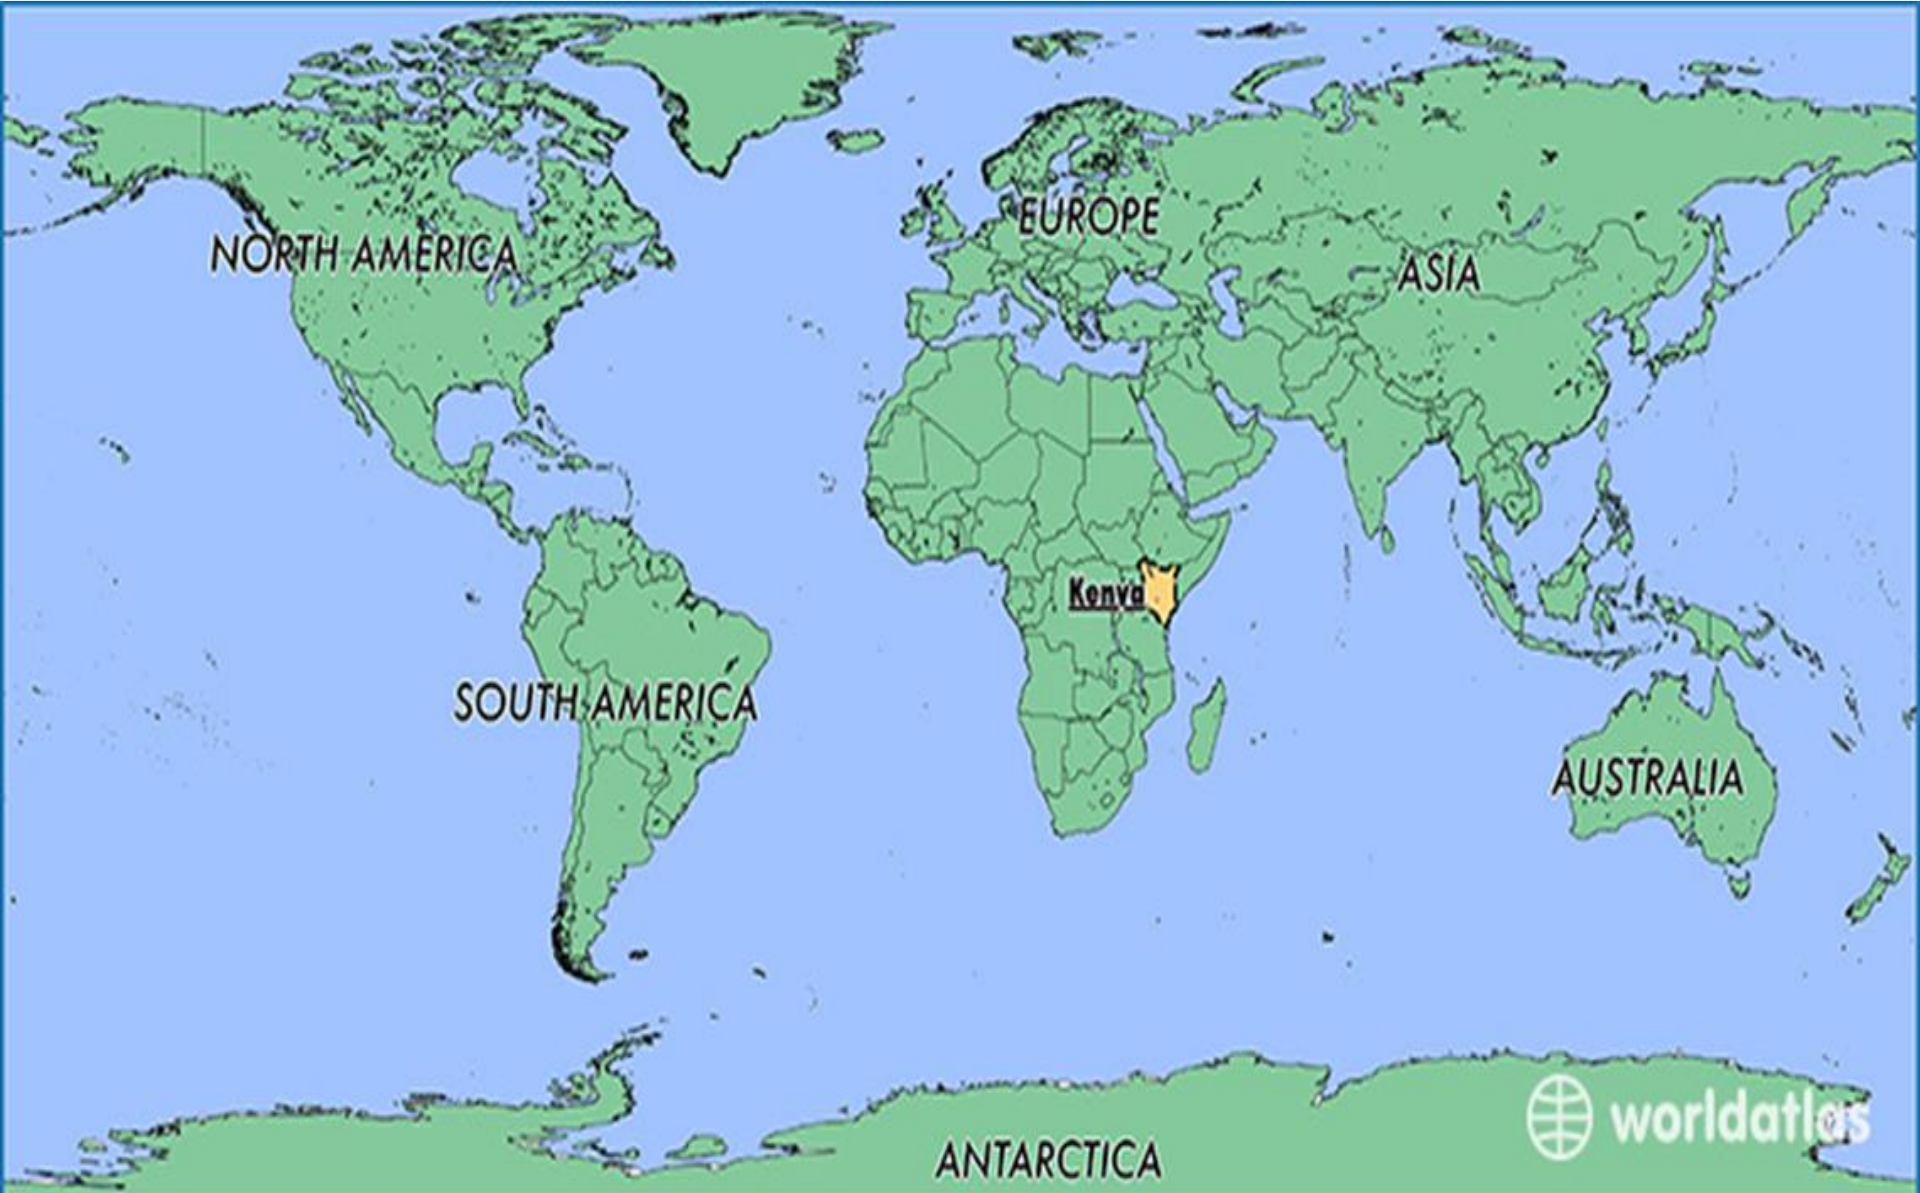 EUROPE
NORTH AMERICA
ASIA
Kenya
SOUTH AMERICA
AUSTRALIA
worldatlas
ANTARCTICA